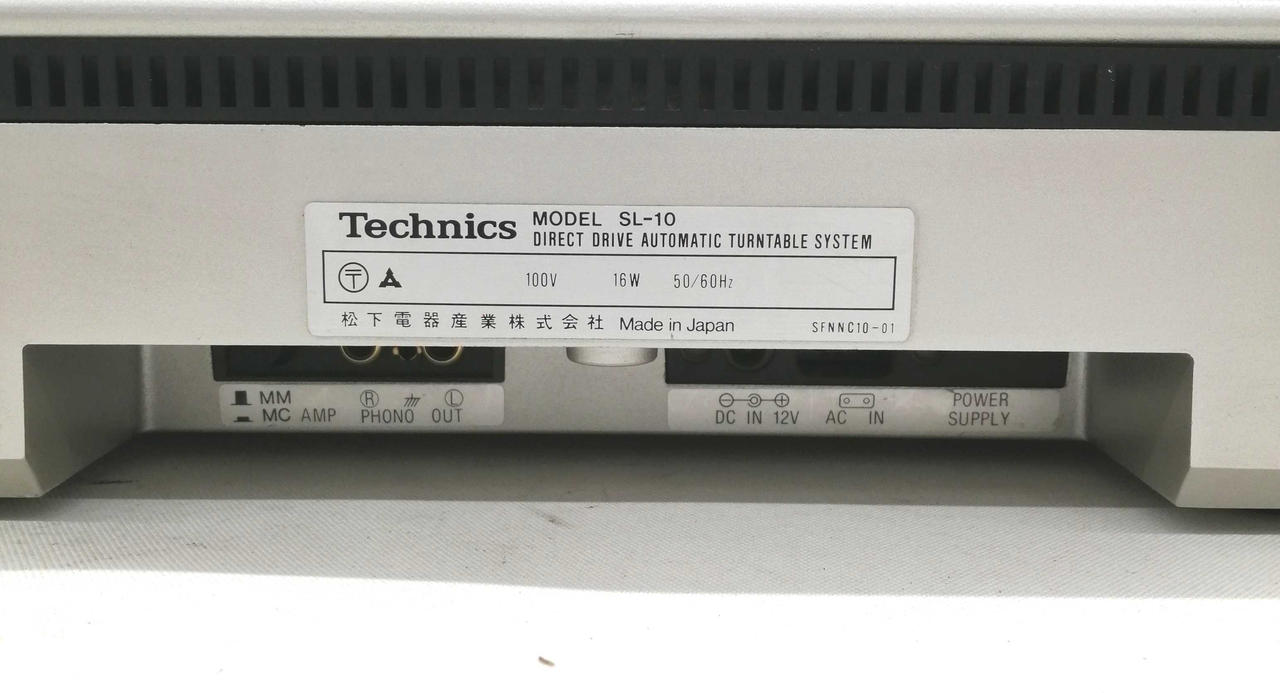 Technics MODEL SL-10
DIRECT DRIVE AUTOMATIC TURNTABLE SYSTEM
〒 100V 16W 50/60Hz
松下電器産業株式会社 Made in Japan SFNNC10-01
MM R L
MC AMP PHONO OUT
DC IN 12V AC IN
POWER
SUPPLY